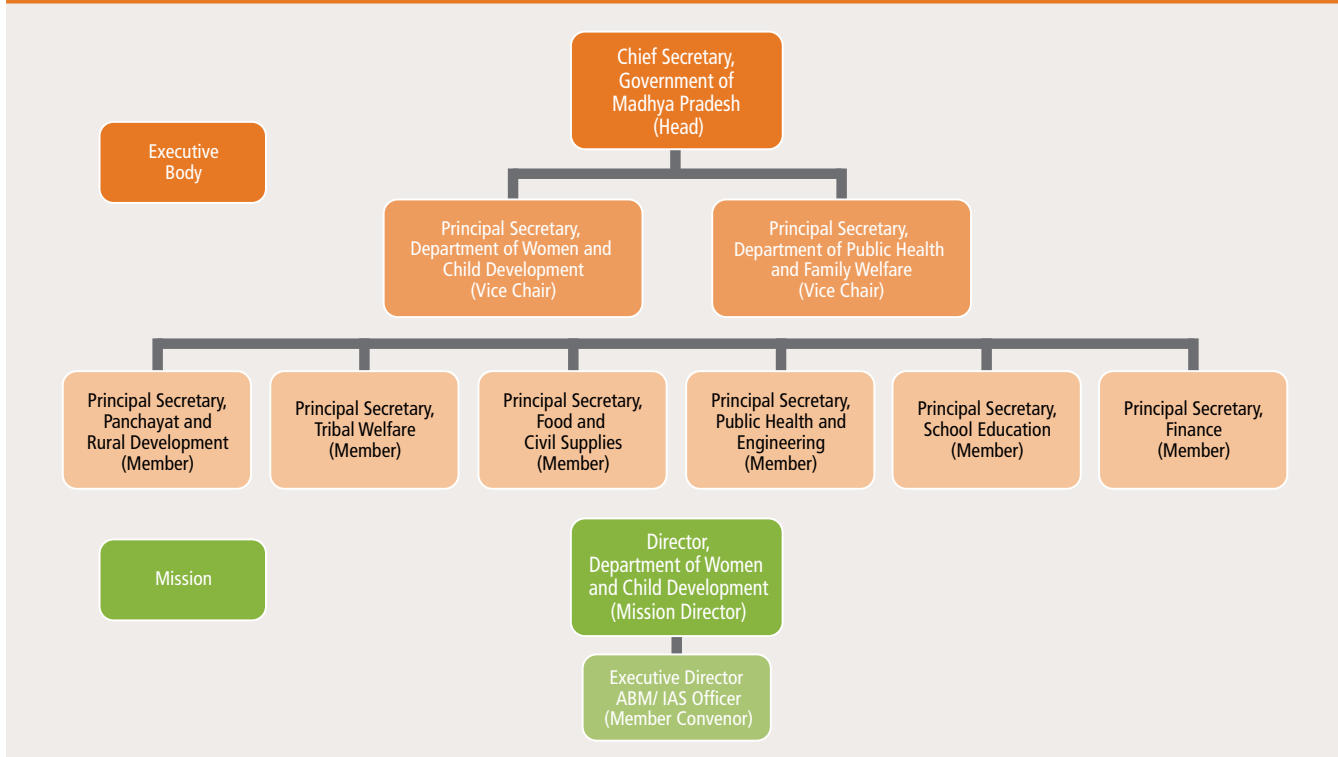 Chief Secretary,
Government of
Madhya Pradesh
(Head)
Executive
Body
Principal Secretary,
Department of Women and
Child Development
(Vice Chair)
Principal Secretary,
Department of Public Health
and Family Welfare
(Vice Chair)
Principal Secretary,
Panchayat and
Rural Development
(Member)
Principal Secretary,
Tribal Welfare
(Member)
Principal Secretary,
Food and
Civil Supplies
(Member)
Principal Secretary,
Public Health and
Engineering
(Member)
Principal Secretary,
School Education
(Member)
Principal Secretary,
Finance
(Member)
Mission
Director,
Department of Women
and Child Development
(Mission Director)
Executive Director
ABM/ IAS Officer
(Member Convenor)